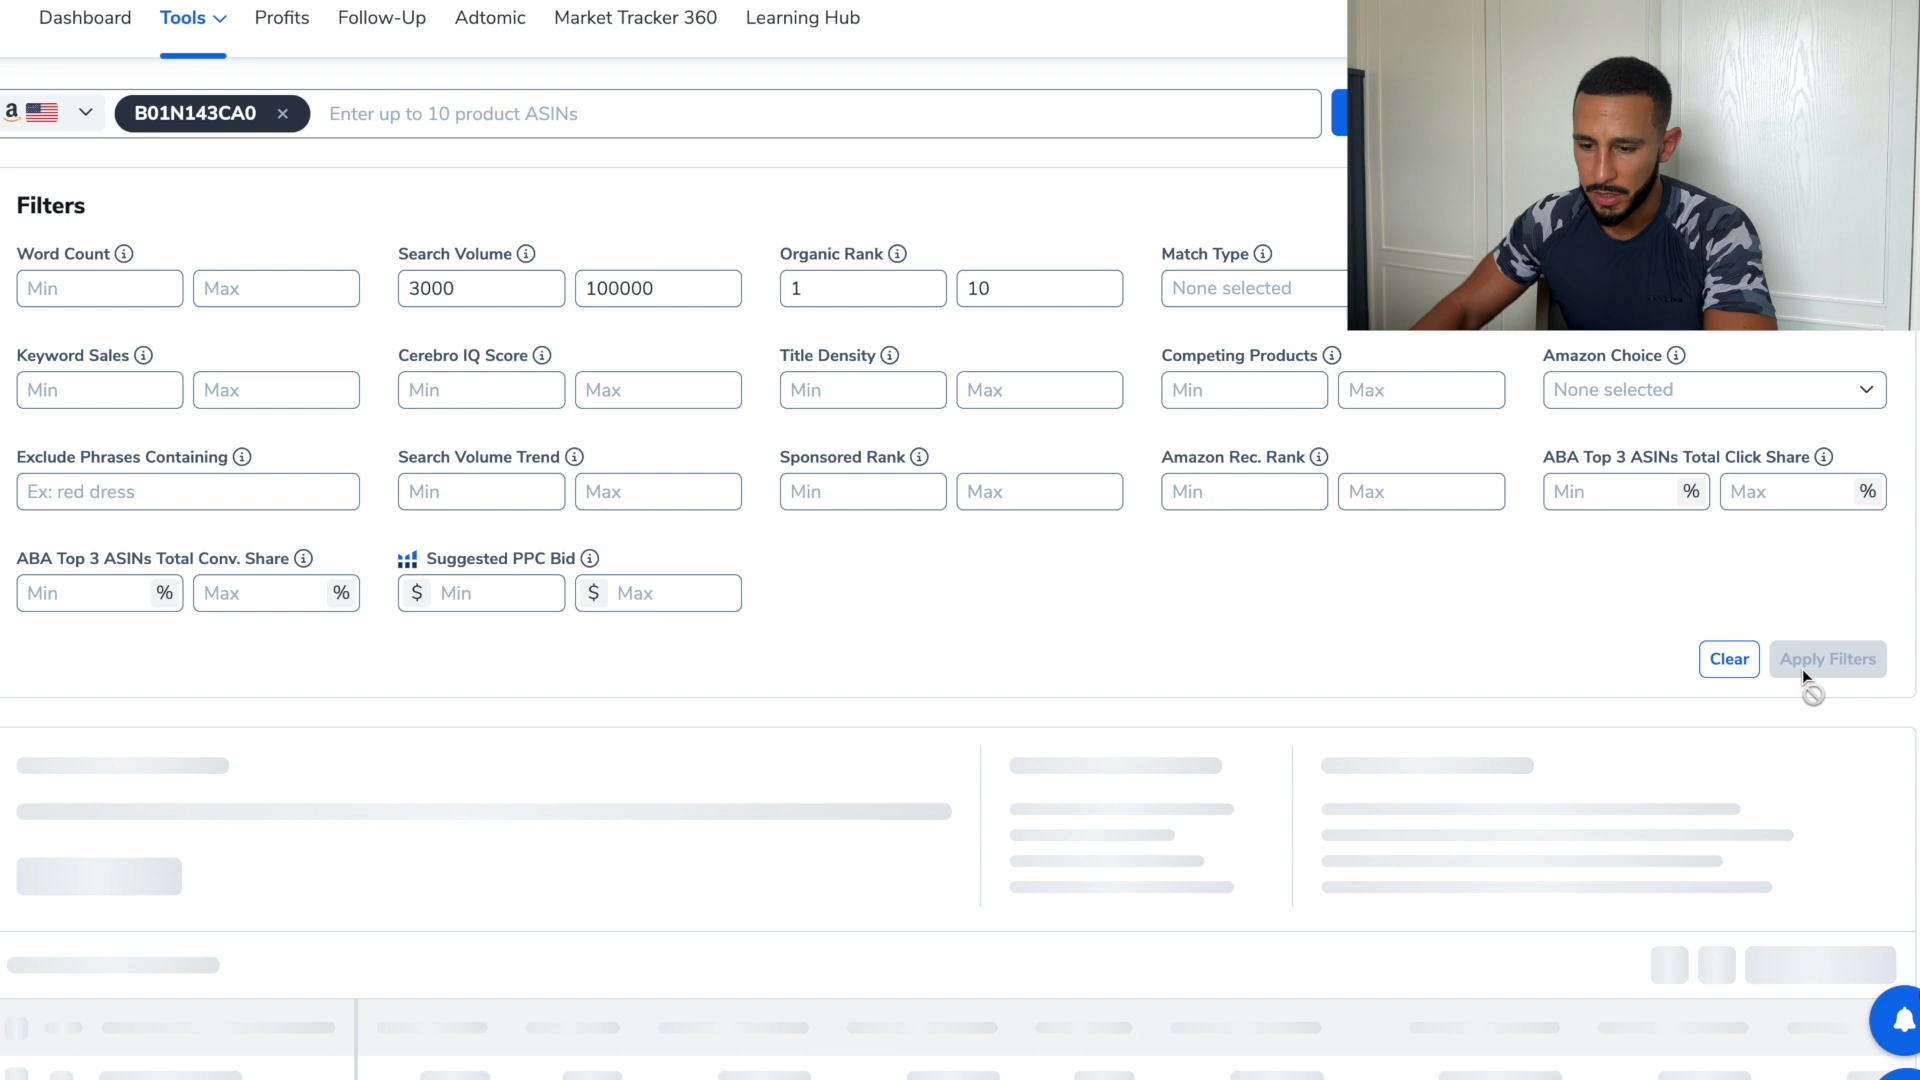 Dashboard Tools Profits Follow-Up Adtomic Market Tracker 360 Learning Hub
a B01N143CA0 × Enter up to 10 product ASINs
Filters
Word Count Search Volume Organic Rank Match Type
Min Max 3000 100000 1 10 None selected
Keyword Sales Cerebro IQ Score Title Density Competing Products Amazon Choice
Min Max Min Max Min Max Min Max None selected
Exclude Phrases Containing Search Volume Trend Sponsored Rank Amazon Rec. Rank ABA Top 3 ASINs Total Click Share
Ex: red dress Min Max Min Max Min Max Min % Max %
ABA Top 3 ASINs Total Conv. Share Suggested PPC Bid
Min % Max % $ Min $ Max
Clear Apply Filters